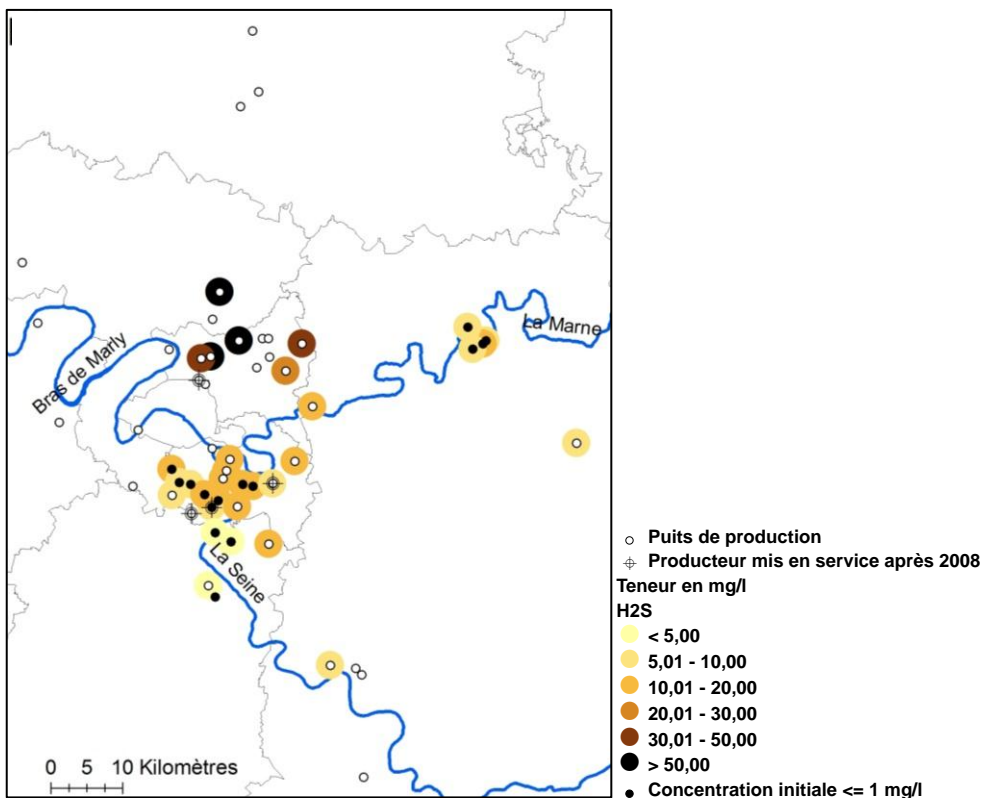 La Marne
Bras de Marly
La Seine
0 5 10 Kilomètres
Puits de production
Producteur mis en service après 2008
Teneur en mg/l
H2S
< 5,00
5,01 - 10,00
10,01 - 20,00
20,01 - 30,00
30,01 - 50,00
> 50,00
Concentration initiale <= 1 mg/l